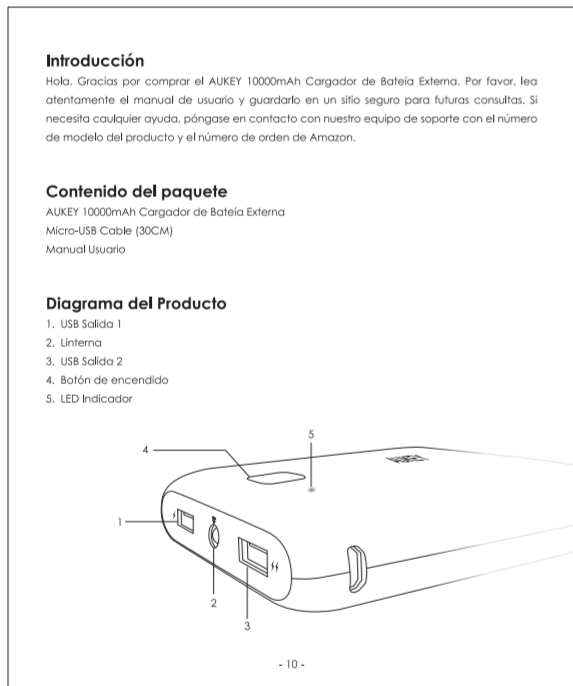 Introducción
Hola. Gracias por comprar el AUKEY 10000mAh Cargador de Bateía Externa. Por favor, lea
atentamente el manual de usuario y guardarlo en un sitio seguro para futuras consultas. Si
necesita caulquier ayuda, póngase en contacto con nuestro equipo de soporte con el número
de modelo del producto y el número de orden de Amazon.
Contenido del paquete
AUKEY 10000mAh Cargador de Bateía Externa
Micro-USB Cable (30CM)
Manual Usuario
Diagrama del Producto
1. USB Salida 1
2. Linterna
3. USB Salida 2
4. Botón de encendido
5. LED Indicador
5
4
AUKEY
1
2
3
- 10 -